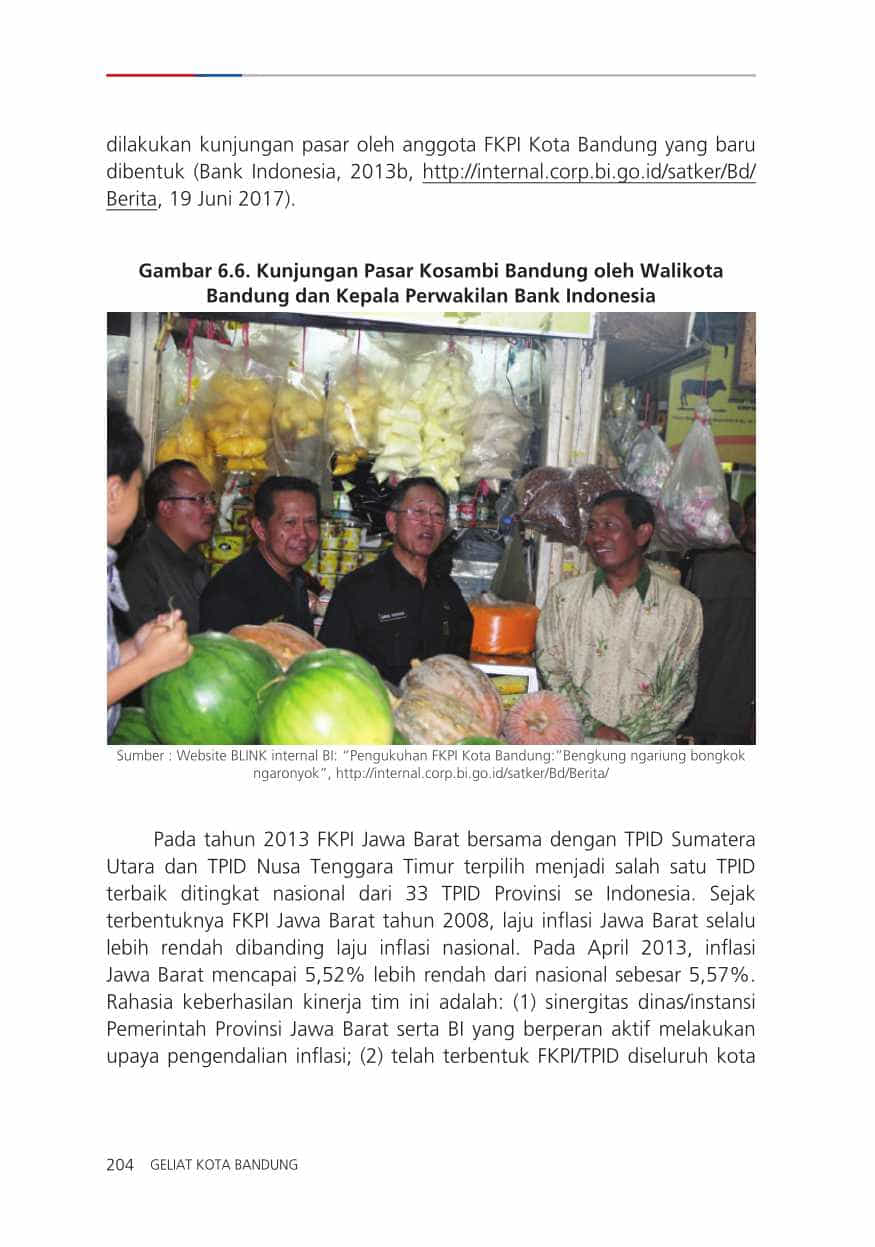 dilakukan kunjungan pasar oleh anggota FKPI Kota Bandung yang baru
dibentuk (Bank Indonesia, 2013b, http://internal.corp.bi.go.id/satker/Bd/
Berita, 19 Juni 2017).
Gambar 6.6. Kunjungan Pasar Kosambi Bandung oleh Walikota
Bandung dan Kepala Perwakilan Bank Indonesia
Sumber : Website BLINK internal BI: “Pengukuhan FKPI Kota Bandung:”Bengkung ngariung bongkok
ngaronyok”, http://internal.corp.bi.go.id/satker/Bd/Berita/
Pada tahun 2013 FKPI Jawa Barat bersama dengan TPID Sumatera
Utara dan TPID Nusa Tenggara Timur terpilih menjadi salah satu TPID
terbaik ditingkat nasional dari 33 TPID Provinsi se Indonesia. Sejak
terbentuknya FKPI Jawa Barat tahun 2008, laju inflasi Jawa Barat selalu
lebih rendah dibanding laju inflasi nasional. Pada April 2013, inflasi
Jawa Barat mencapai 5,52% lebih rendah dari nasional sebesar 5,57%.
Rahasia keberhasilan kinerja tim ini adalah: (1) sinergitas dinas/instansi
Pemerintah Provinsi Jawa Barat serta BI yang berperan aktif melakukan
upaya pengendalian inflasi; (2) telah terbentuk FKPI/TPID diseluruh kota
204 GELIAT KOTA BANDUNG